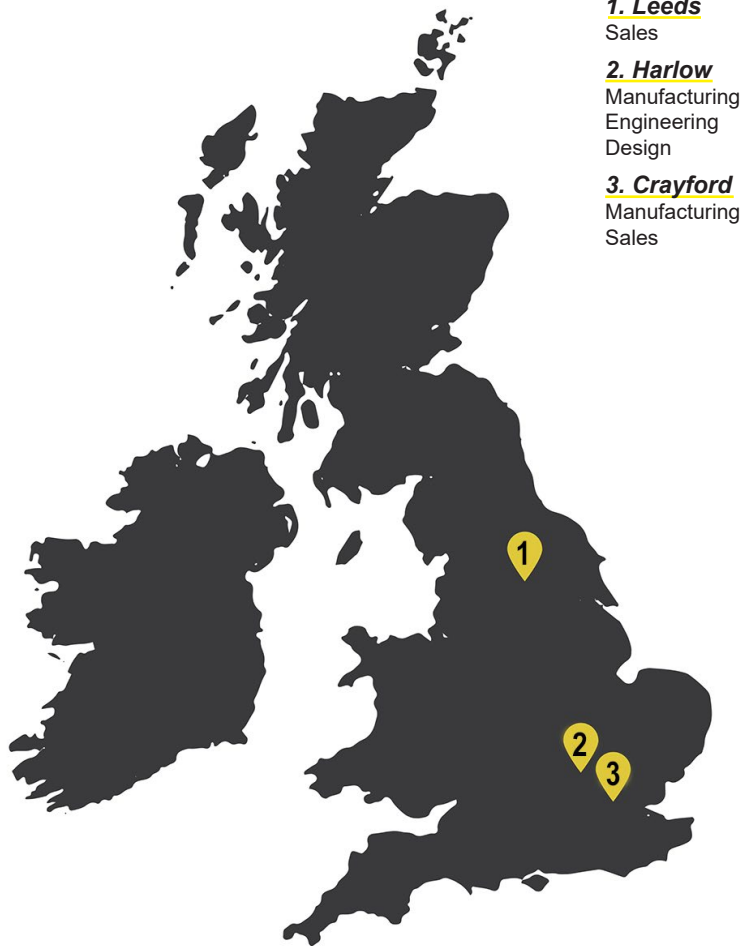 1. Leeds
Sales
2. Harlow
Manufacturing
Engineering
Design
3. Crayford
Manufacturing
Sales
1
2
3